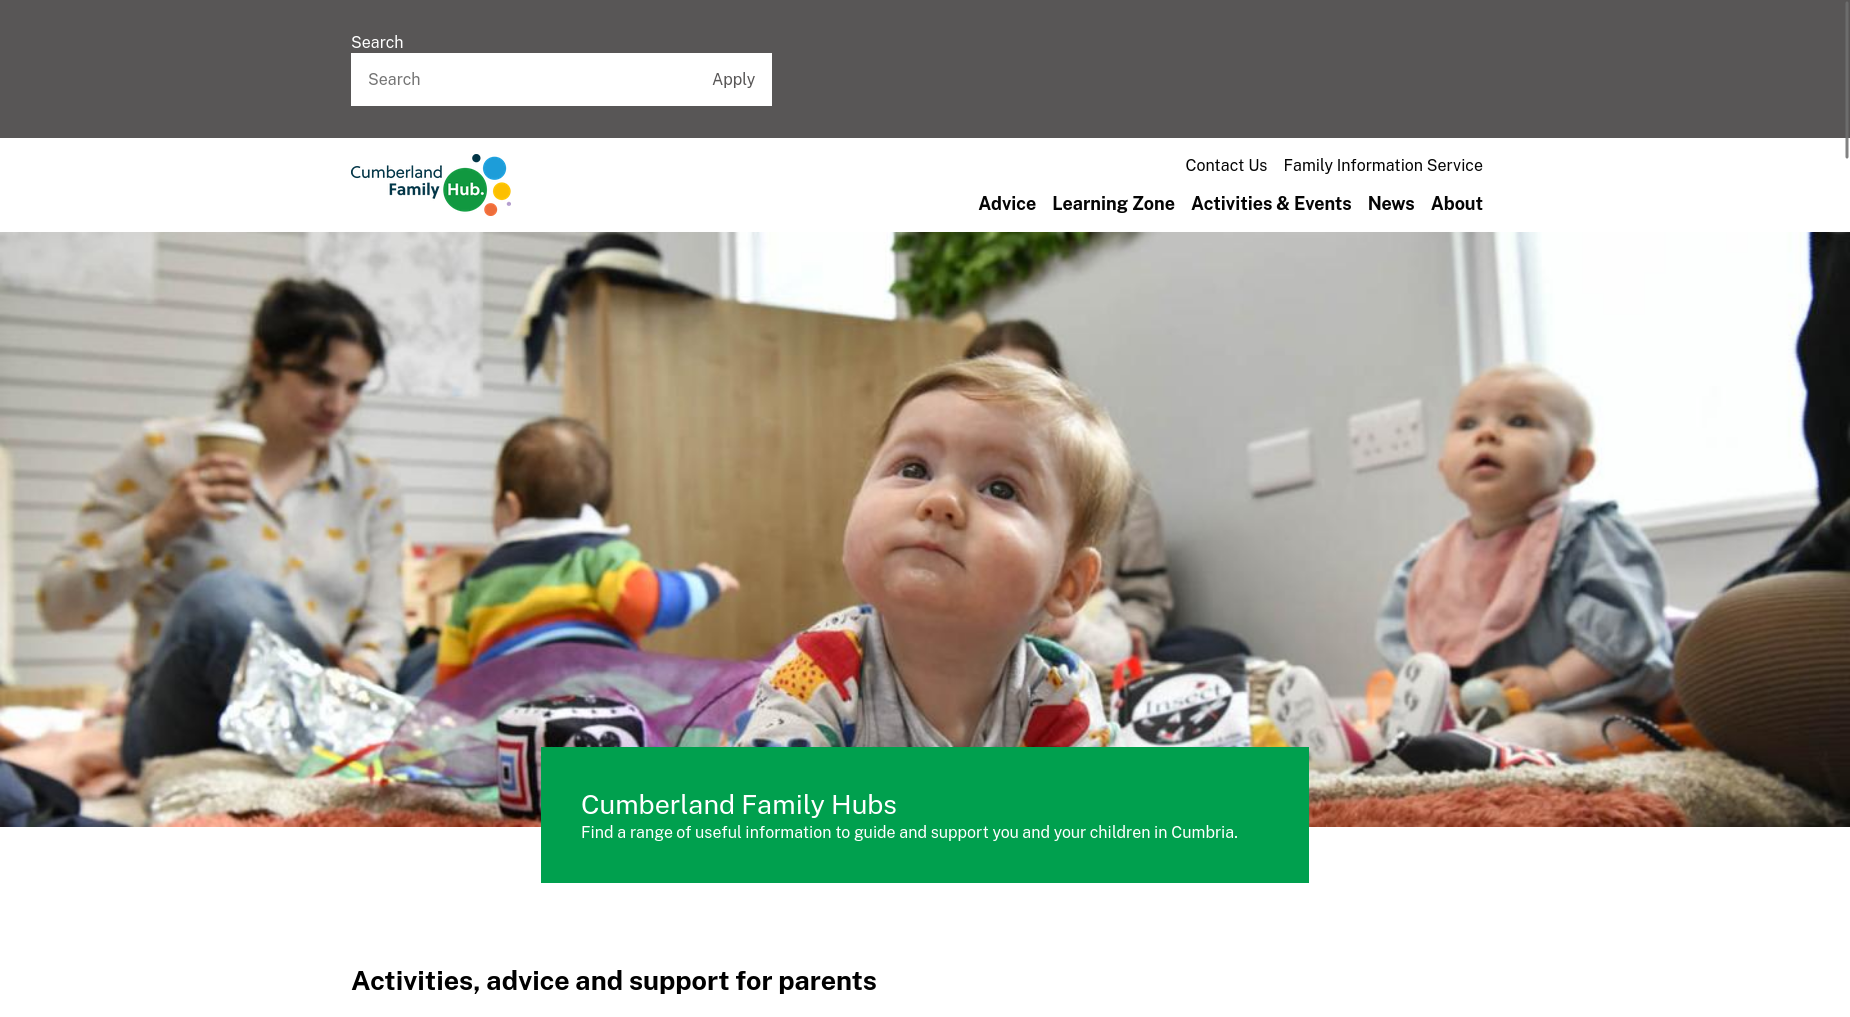 Search
Search
Apply
Cumberland
Family Hub.
Contact Us
Family Information Service
Advice
Learning Zone
Activities & Events
News
About
Insect
Cumberland Family Hubs
Find a range of useful information to guide and support you and your children in Cumbria.
Activities, advice and support for parents